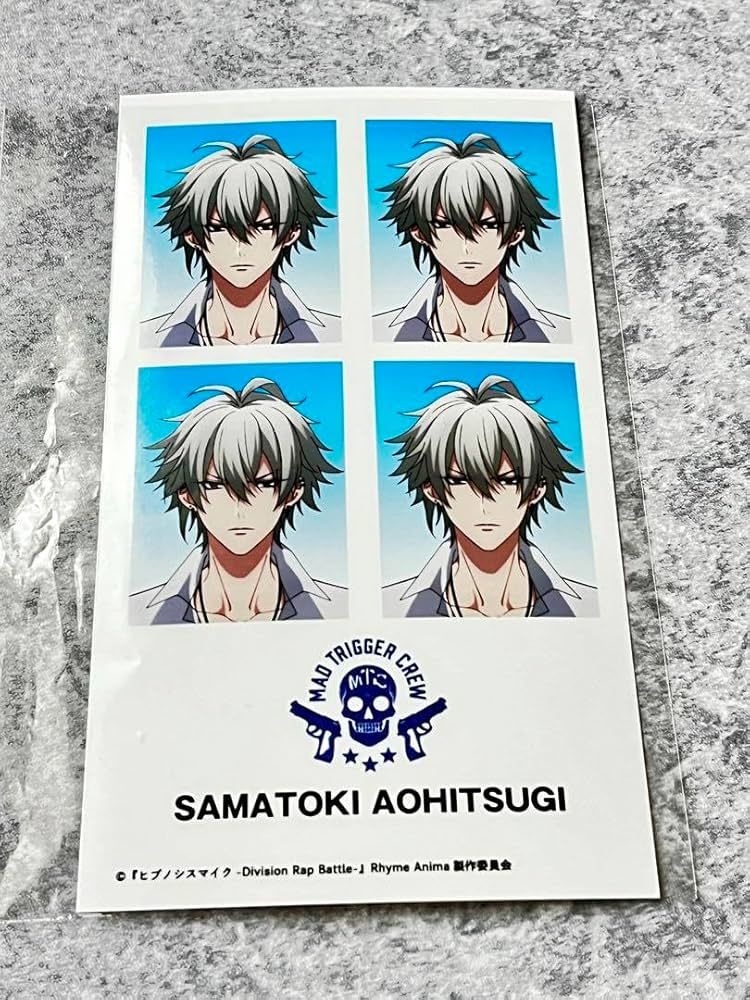 MAD TRIGGER CREW
MTC
SAMATOKI AOHITSUGI
©『ヒプノシスマイク -Division Rap Battle-』Rhyme Anima 製作委員会